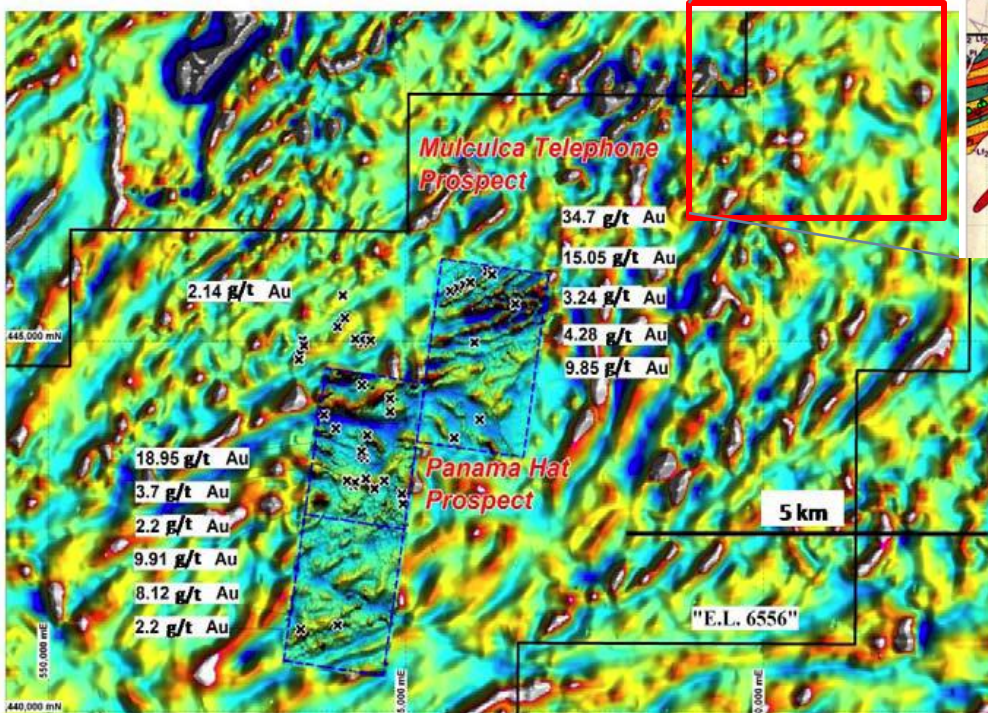 Mulculca Telephone
Prospect
34.7 g/t Au
15.05 g/t Au
2.14 g/t Au
3.24 g/t Au
4.28 g/t Au
9.85 g/t Au
445,000 mN
18.95 g/t Au
3.7 g/t Au
2.2 g/t Au
9.91 g/t Au
8.12 g/t Au
2.2 g/t Au
Panama Hat
Prospect
5 km
"E.L. 6556"
550,000 mE
440,000 mN